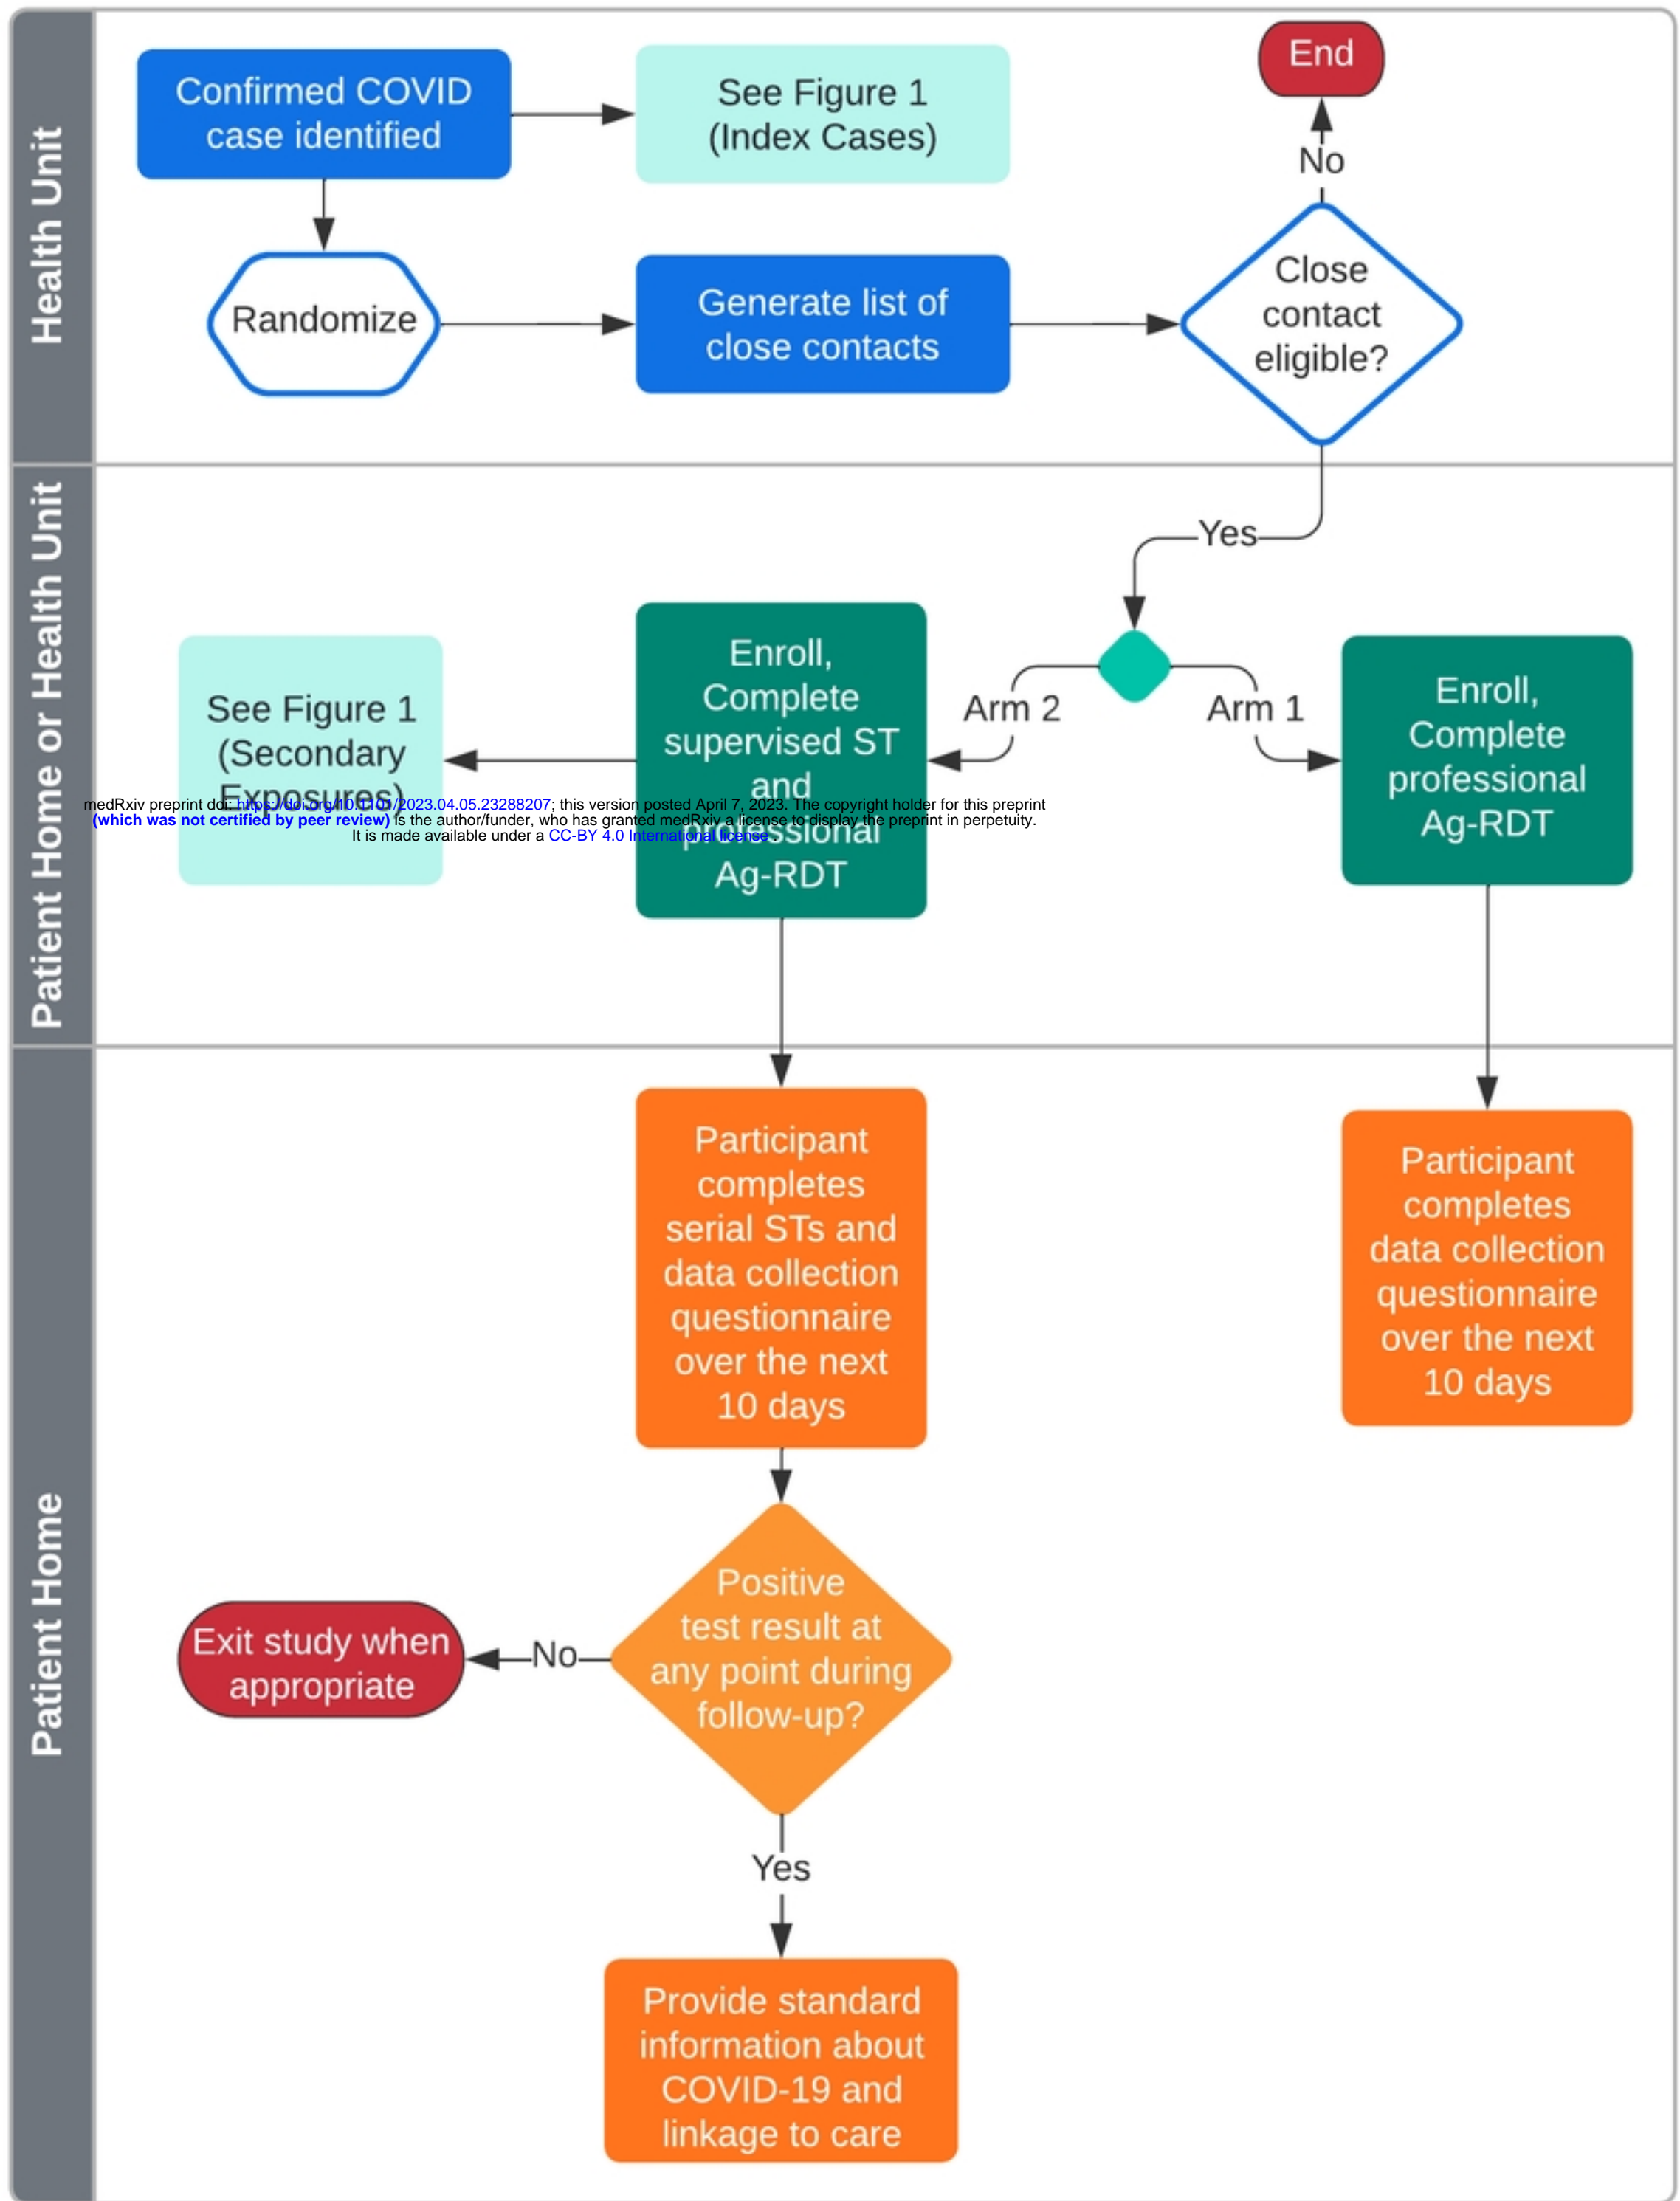 Health Unit
Confirmed COVID
case identified
See Figure 1
(Index Cases)
End
No
Randomize
Generate list of
close contacts
Close
contact
eligible?
Patient Home or Health Unit
Yes
See Figure 1
(Secondary
Exposures)
Enroll,
Complete
supervised ST
and
professional
Ag-RDT
Arm 2
Arm 1
Enroll,
Complete
professional
Ag-RDT
medRxiv preprint doi: https://doi.org/10.1101/2023.04.05.23288207; this version posted April 7, 2023. The copyright holder for this preprint
(which was not certified by peer review) is the author/funder, who has granted medRxiv a license to display the preprint in perpetuity.
It is made available under a CC-BY 4.0 International license .
Patient Home
Participant
completes
serial STs and
data collection
questionnaire
over the next
10 days
Participant
completes
data collection
questionnaire
over the next
10 days
Positive
test result at
any point during
follow-up?
No
Exit study when
appropriate
Yes
Provide standard
information about
COVID-19 and
linkage to care